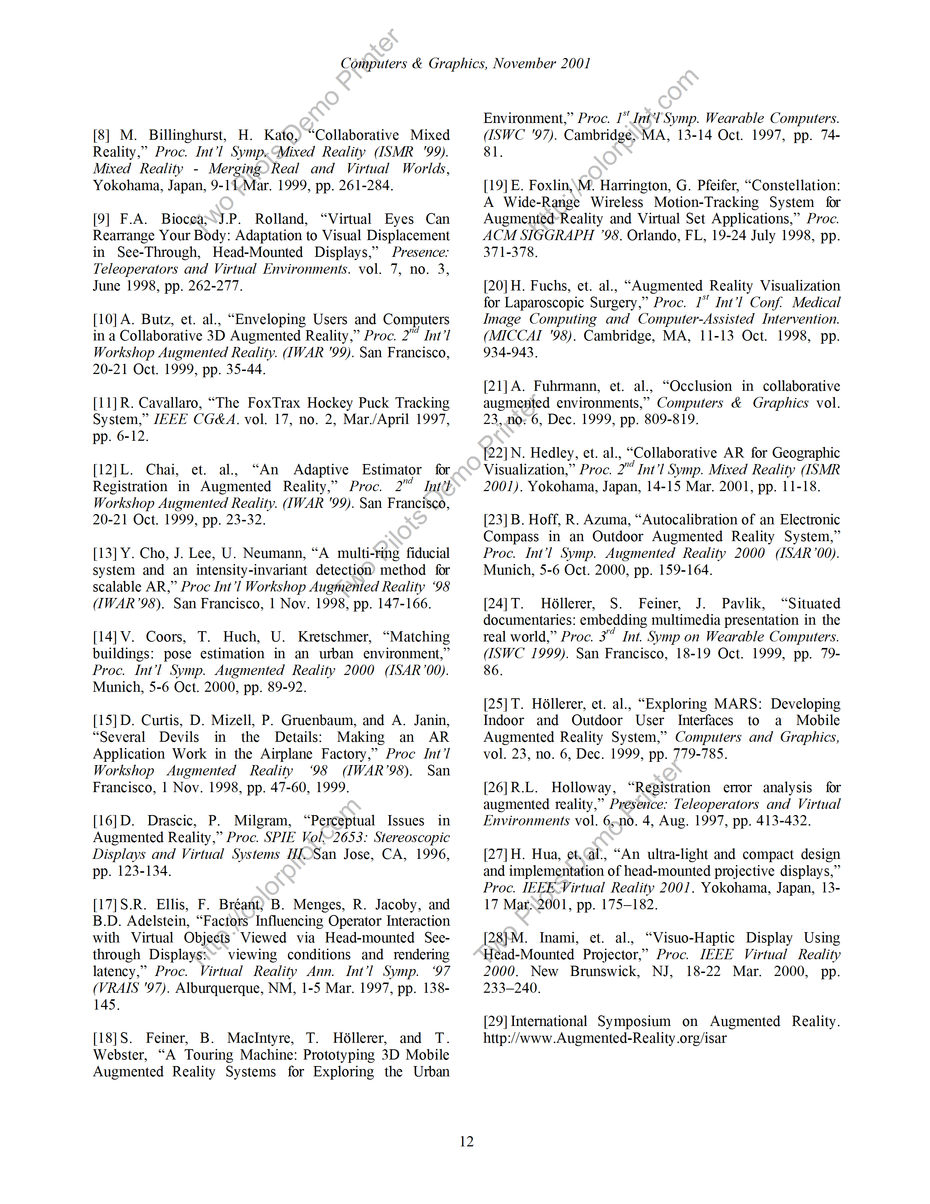 Computers & Graphics, November 2001
[8] M. Billinghurst, H. Kato, “Collaborative Mixed
Reality,” Proc. Int’l Symp. Mixed Reality (ISMR '99).
Mixed Reality - Merging Real and Virtual Worlds,
Yokohama, Japan, 9-11 Mar. 1999, pp. 261-284.
[9] F.A. Biocca, J.P. Rolland, “Virtual Eyes Can
Rearrange Your Body: Adaptation to Visual Displacement
in See-Through, Head-Mounted Displays,” Presence:
Teleoperators and Virtual Environments. vol. 7, no. 3,
June 1998, pp. 262-277.
[10] A. Butz, et. al., “Enveloping Users and Computers
in a Collaborative 3D Augmented Reality,” Proc. 2nd Int’l
Workshop Augmented Reality. (IWAR '99). San Francisco,
20-21 Oct. 1999, pp. 35-44.
[11] R. Cavallaro, “The FoxTrax Hockey Puck Tracking
System,” IEEE CG&A. vol. 17, no. 2, Mar./April 1997,
pp. 6-12.
[12] L. Chai, et. al., “An Adaptive Estimator for
Registration in Augmented Reality,” Proc. 2nd Int’l
Workshop Augmented Reality. (IWAR '99). San Francisco,
20-21 Oct. 1999, pp. 23-32.
[13] Y. Cho, J. Lee, U. Neumann, “A multi-ring fiducial
system and an intensity-invariant detection method for
scalable AR,” Proc Int’l Workshop Augmented Reality ‘98
(IWAR’98). San Francisco, 1 Nov. 1998, pp. 147-166.
[14] V. Coors, T. Huch, U. Kretschmer, “Matching
buildings: pose estimation in an urban environment,”
Proc. Int’l Symp. Augmented Reality 2000 (ISAR’00).
Munich, 5-6 Oct. 2000, pp. 89-92.
[15] D. Curtis, D. Mizell, P. Gruenbaum, and A. Janin,
“Several Devils in the Details: Making an AR
Application Work in the Airplane Factory,” Proc Int’l
Workshop Augmented Reality ‘98 (IWAR’98). San
Francisco, 1 Nov. 1998, pp. 47-60, 1999.
[16] D. Drascic, P. Milgram, “Perceptual Issues in
Augmented Reality,” Proc. SPIE Vol. 2653: Stereoscopic
Displays and Virtual Systems III. San Jose, CA, 1996,
pp. 123-134.
[17] S.R. Ellis, F. Bréant, B. Menges, R. Jacoby, and
B.D. Adelstein, “Factors Influencing Operator Interaction
with Virtual Objects Viewed via Head-mounted See-
through Displays: viewing conditions and rendering
latency,” Proc. Virtual Reality Ann. Int’l Symp. ‘97
(VRAIS '97). Alburquerque, NM, 1-5 Mar. 1997, pp. 138-
145.
[18] S. Feiner, B. MacIntyre, T. Höllerer, and T.
Webster, “A Touring Machine: Prototyping 3D Mobile
Augmented Reality Systems for Exploring the Urban
Environment,” Proc. 1st Int’l Symp. Wearable Computers.
(ISWC '97). Cambridge, MA, 13-14 Oct. 1997, pp. 74-
81.
[19] E. Foxlin, M. Harrington, G. Pfeifer, “Constellation:
A Wide-Range Wireless Motion-Tracking System for
Augmented Reality and Virtual Set Applications,” Proc.
ACM SIGGRAPH ’98. Orlando, FL, 19-24 July 1998, pp.
371-378.
[20] H. Fuchs, et. al., “Augmented Reality Visualization
for Laparoscopic Surgery,” Proc. 1st Int’l Conf. Medical
Image Computing and Computer-Assisted Intervention.
(MICCAI '98). Cambridge, MA, 11-13 Oct. 1998, pp.
934-943.
[21] A. Fuhrmann, et. al., “Occlusion in collaborative
augmented environments,” Computers & Graphics vol.
23, no. 6, Dec. 1999, pp. 809-819.
[22] N. Hedley, et. al., “Collaborative AR for Geographic
Visualization,” Proc. 2nd Int’l Symp. Mixed Reality (ISMR
2001). Yokohama, Japan, 14-15 Mar. 2001, pp. 11-18.
[23] B. Hoff, R. Azuma, “Autocalibration of an Electronic
Compass in an Outdoor Augmented Reality System,”
Proc. Int’l Symp. Augmented Reality 2000 (ISAR’00).
Munich, 5-6 Oct. 2000, pp. 159-164.
[24] T. Höllerer, S. Feiner, J. Pavlik, “Situated
documentaries: embedding multimedia presentation in the
real world,” Proc. 3rd Int. Symp on Wearable Computers.
(ISWC 1999). San Francisco, 18-19 Oct. 1999, pp. 79-
86.
[25] T. Höllerer, et. al., “Exploring MARS: Developing
Indoor and Outdoor User Interfaces to a Mobile
Augmented Reality System,” Computers and Graphics,
vol. 23, no. 6, Dec. 1999, pp. 779-785.
[26] R.L. Holloway, “Registration error analysis for
augmented reality,” Presence: Teleoperators and Virtual
Environments vol. 6, no. 4, Aug. 1997, pp. 413-432.
[27] H. Hua, et. al., “An ultra-light and compact design
and implementation of head-mounted projective displays,”
Proc. IEEE Virtual Reality 2001. Yokohama, Japan, 13-
17 Mar. 2001, pp. 175–182.
[28] M. Inami, et. al., “Visuo-Haptic Display Using
Head-Mounted Projector,” Proc. IEEE Virtual Reality
2000. New Brunswick, NJ, 18-22 Mar. 2000, pp.
233–240.
[29] International Symposium on Augmented Reality.
http://www.Augmented-Reality.org/isar
12
Two Pilots Demo Printer
http://colorpilot.com
Two Pilots Demo Printer
http://colorpilot.com
Two Pilots Demo Printer